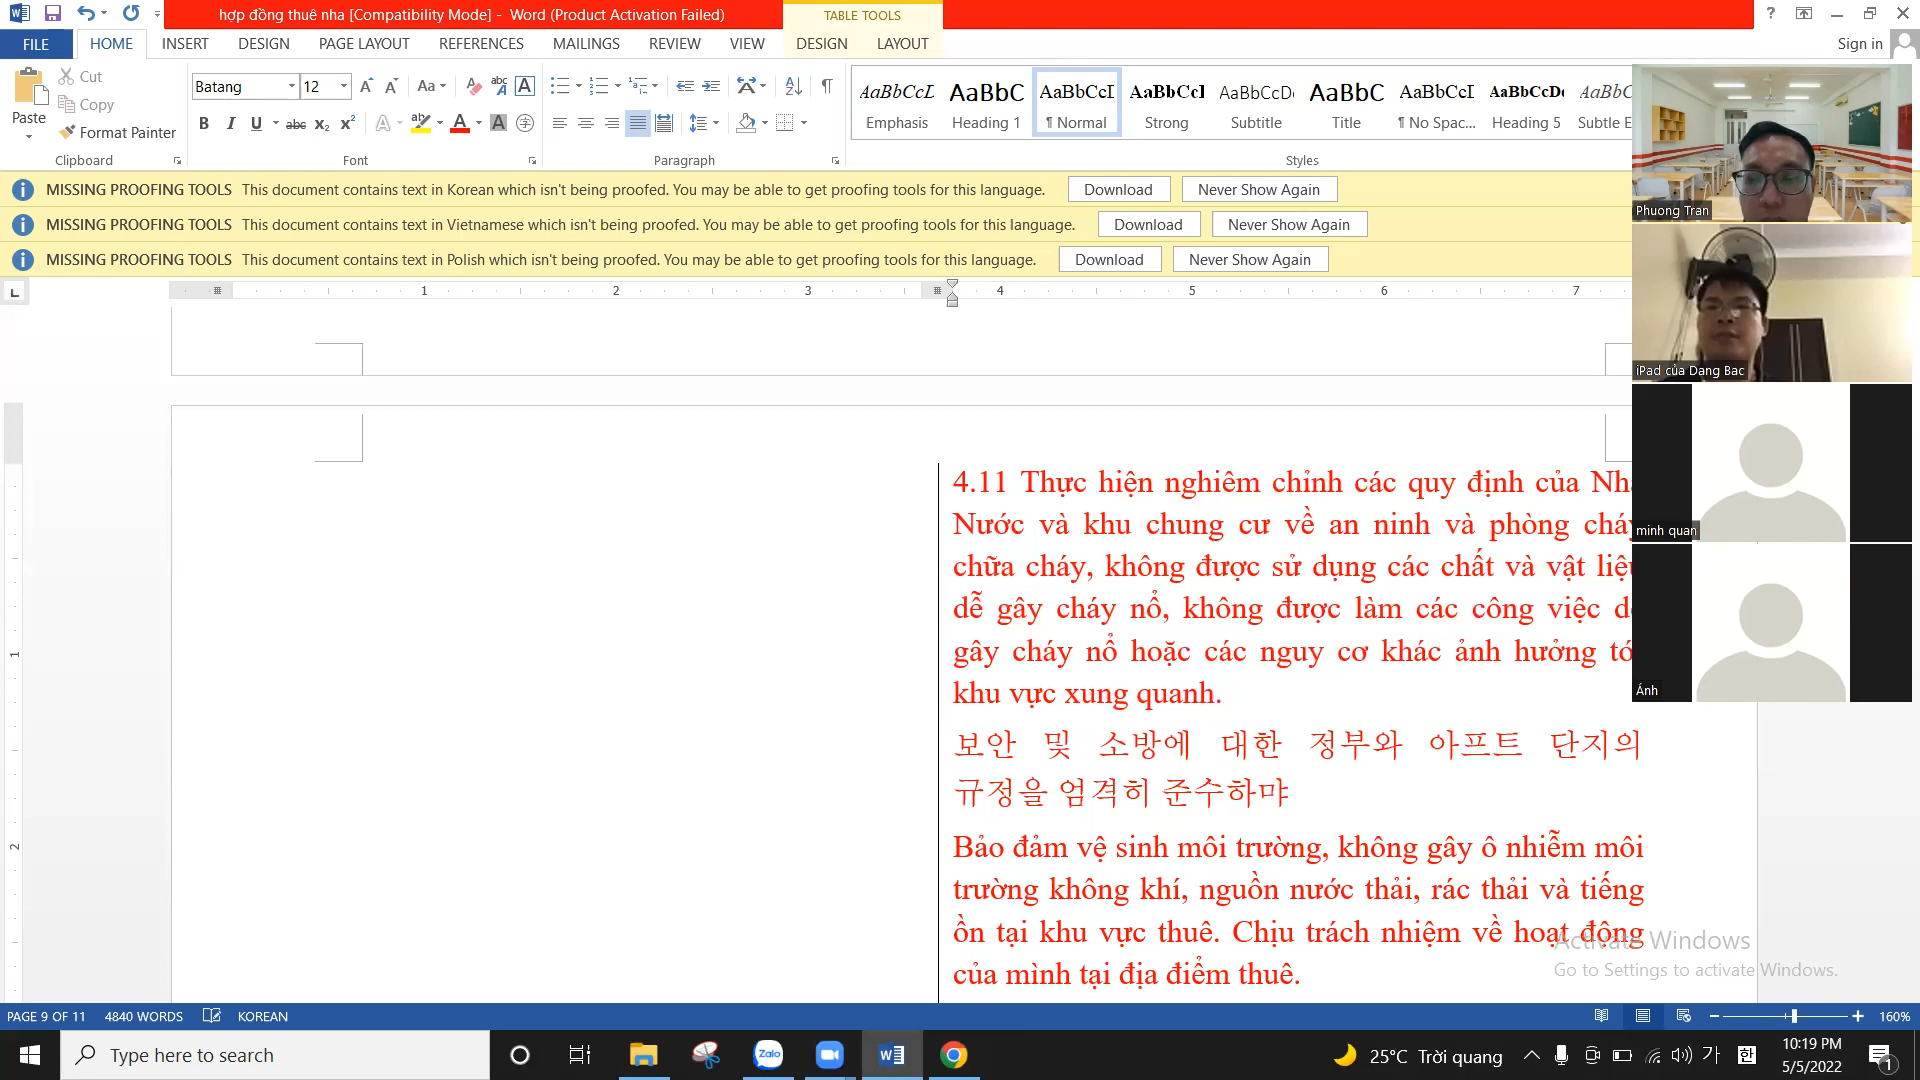 hợp đồng thuê nha [Compatibility Mode] - Word (Product Activation Failed)
TABLE TOOLS
FILE HOME INSERT DESIGN PAGE LAYOUT REFERENCES MAILINGS REVIEW VIEW DESIGN LAYOUT Sign in
Paste
Cut
Copy
Format Painter
Clipboard
Batang 12
Font
Paragraph
AaBbCcL AaBbC AaBbCcI AaBbCcI AaBbCcD AaBbC AaBbCcI AaBbCcD AaBbC
Emphasis Heading 1 ¶ Normal Strong Subtitle Title ¶ No Spac... Heading 5 Subtle E
Styles
MISSING PROOFING TOOLS This document contains text in Korean which isn't being proofed. You may be able to get proofing tools for this language. Download Never Show Again
MISSING PROOFING TOOLS This document contains text in Vietnamese which isn't being proofed. You may be able to get proofing tools for this language. Download Never Show Again
MISSING PROOFING TOOLS This document contains text in Polish which isn't being proofed. You may be able to get proofing tools for this language. Download Never Show Again
1 2 3 4 5 6 7
Phuong Tran
iPad của Dang Bac
minh quan
Ánh
4.11 Thực hiện nghiêm chỉnh các quy định của Nh
Nước và khu chung cư về an ninh và phòng chá
chữa cháy, không được sử dụng các chất và vật liệ
dễ gây cháy nổ, không được làm các công việc d
gây cháy nổ hoặc các nguy cơ khác ảnh hưởng tớ
khu vực xung quanh.
보안 및 소방에 대한 정부와 아프트 단지의
규정을 엄격히 준수하먀
Bảo đảm vệ sinh môi trường, không gây ô nhiễm môi
trường không khí, nguồn nước thải, rác thải và tiếng
ồn tại khu vực thuê. Chịu trách nhiệm về hoạt động
của mình tại địa điểm thuê.
Activate Windows
Go to Settings to activate Windows.
1
2
PAGE 9 OF 11 4840 WORDS KOREAN 160%
Type here to search
Zalo
25°C Trời quang
가 한
10:19 PM
5/5/2022
1